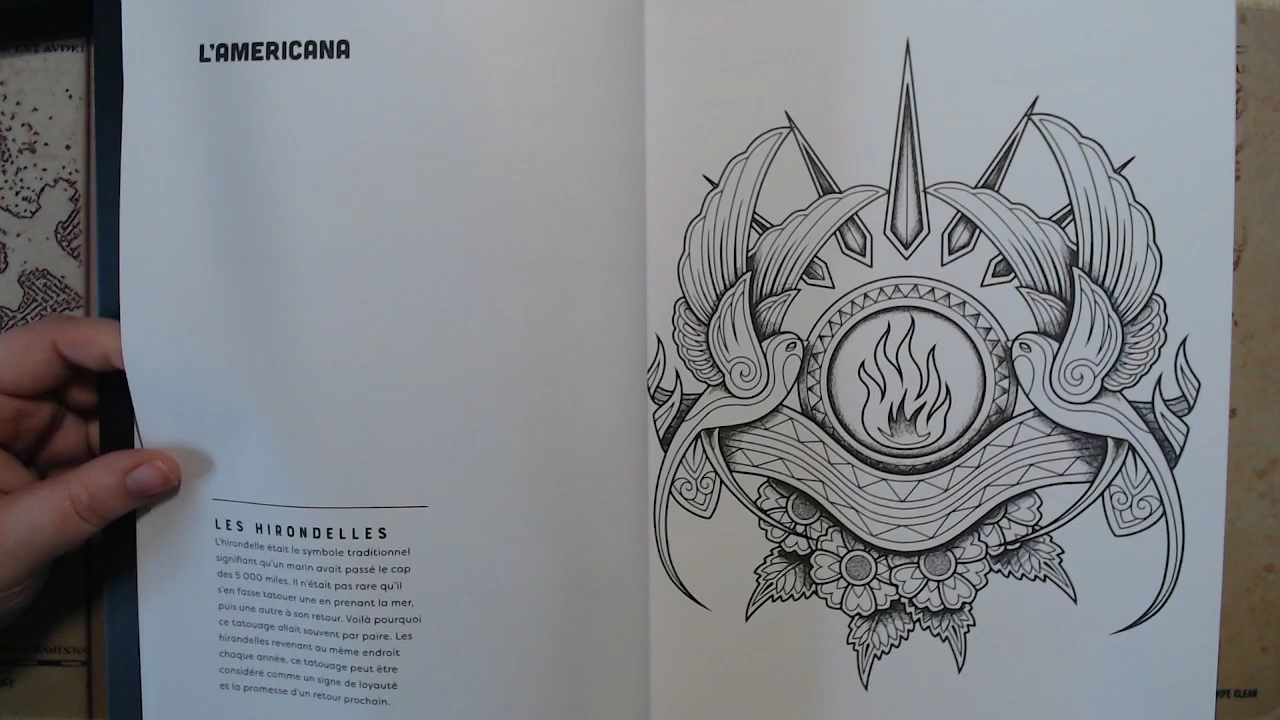 L'AMERICANA
LES HIRONDELLES
L'hirondelle était le symbole traditionnel
signifiant qu'un marin avait passé le cap
des 5 000 miles. Il n'était pas rare qu'il
s'en fasse tatouer une en prenant la mer,
puis une autre à son retour. Voilà pourquoi
ce tatouage allait souvent par paire. Les
hirondelles revenant au même endroit
chaque année, ce tatouage peut être
considéré comme un signe de loyauté
et la promesse d'un retour prochain.
WIPE CLEAN